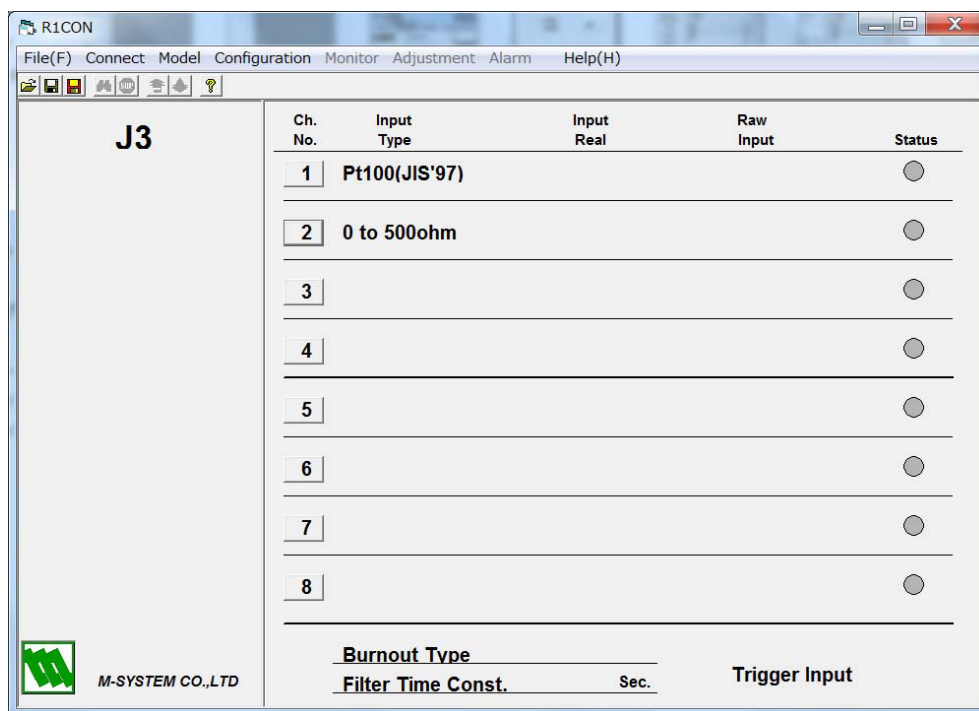 R1CON
File(F) Connect Model Configuration Monitor Adjustment Alarm Help(H)
J3
Ch. No. Input Type Input Real Raw Input Status
1 Pt100(JIS'97)
2 0 to 500ohm
3
4
5
6
7
8
Burnout Type
Filter Time Const. Sec.
Trigger Input
M-SYSTEM CO.,LTD